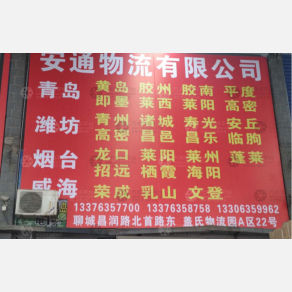 安通物流有限公司
青岛 黄岛 胶州 胶南 平度
即墨 莱西 莱阳 高密
潍坊 青州 诸城 寿光 安丘
高密 昌邑 昌乐 临朐
烟台 龙口 莱阳 莱州 蓬莱
招远 栖霞 海阳
威海 荣成 乳山 文登
13376357700 13376358758 13306359962
聊城昌润路北首路东 盖氏物流园A区22号